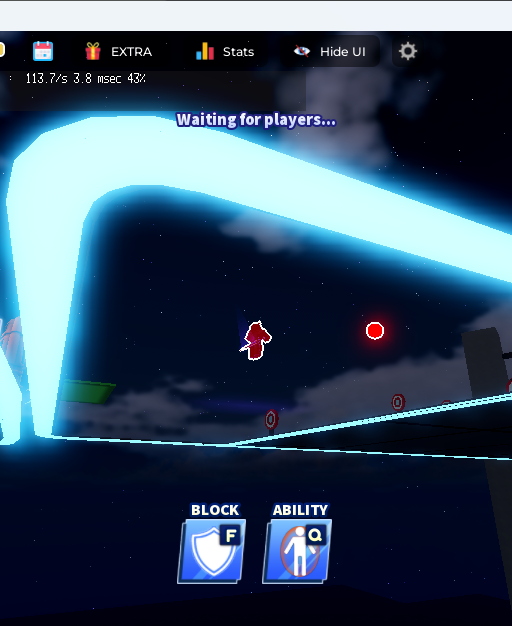 EXTRA
Stats
Hide UI
: 113.7/s 3.8 msec 43%
Waiting for players...
BLOCK
ABILITY
F
Q